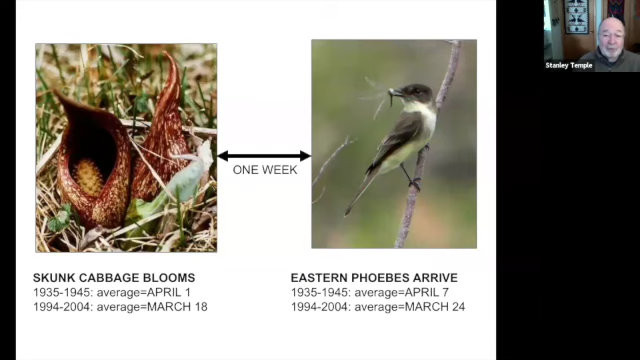 Stanley Temple
ONE WEEK
SKUNK CABBAGE BLOOMS
1935-1945: average=APRIL 1
1994-2004: average=MARCH 18
EASTERN PHOEBES ARRIVE
1935-1945: average=APRIL 7
1994-2004: average=MARCH 24